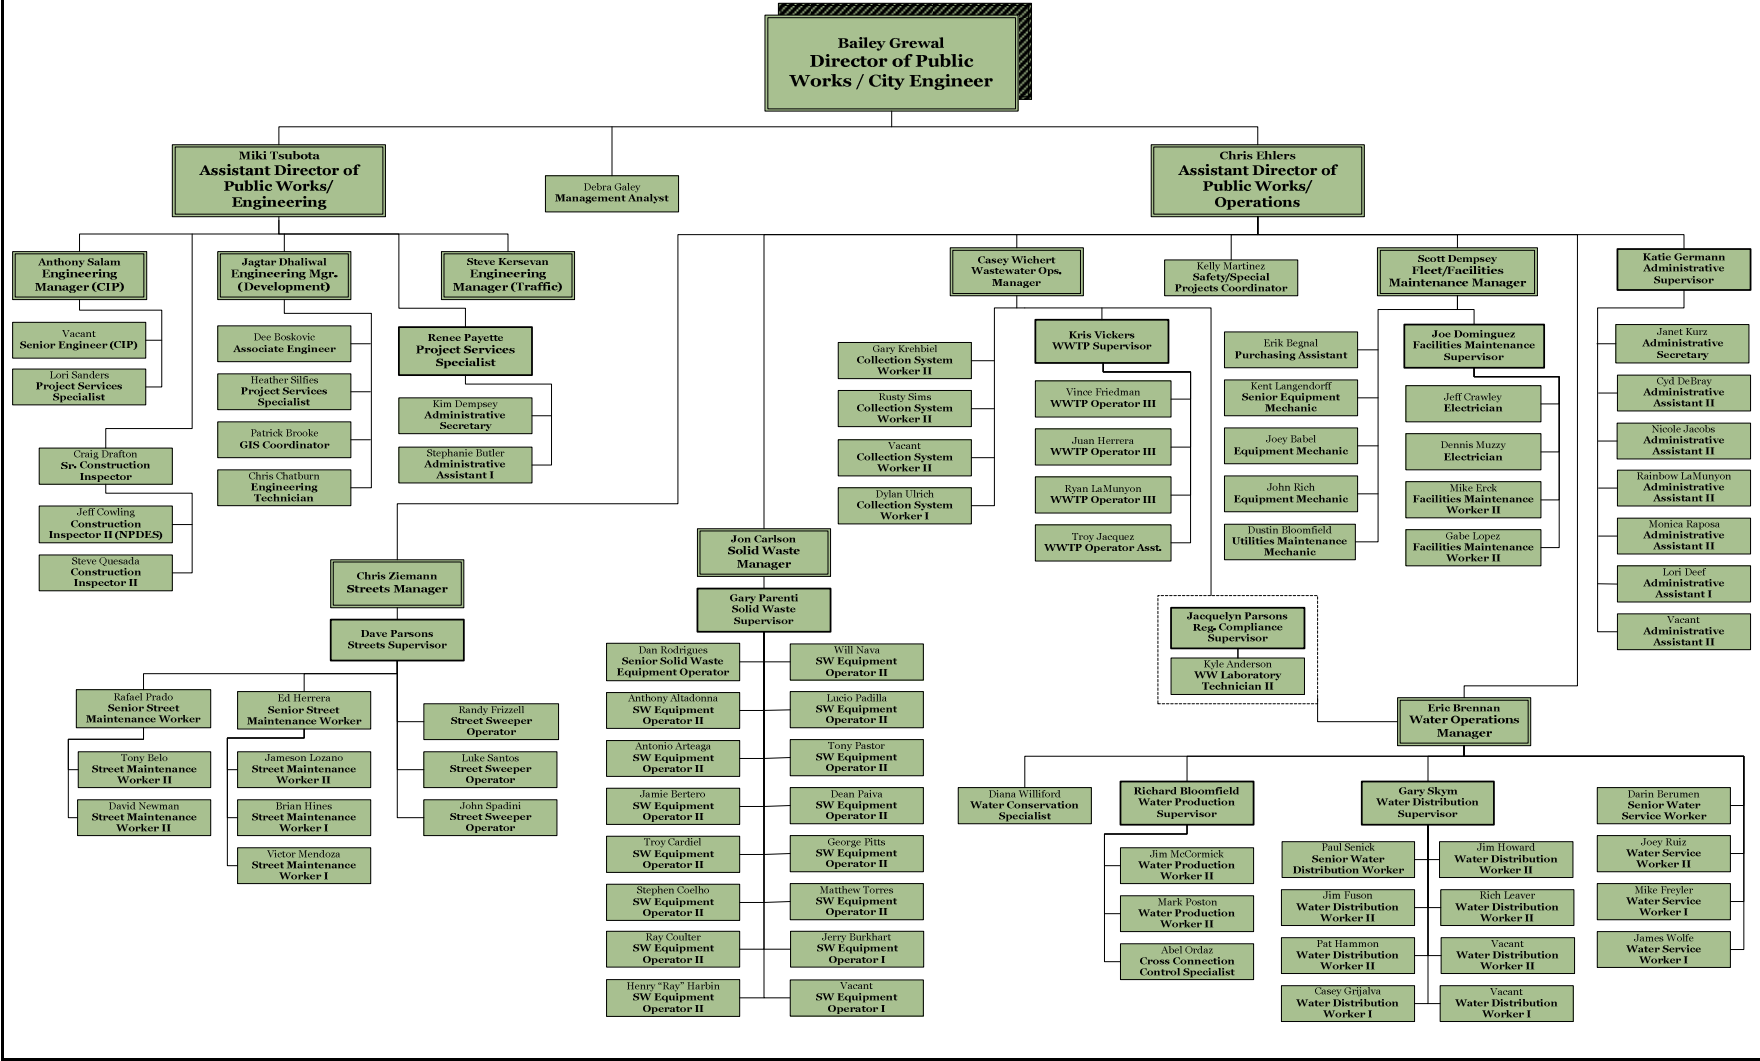 Bailey Grewal
Director of Public
Works / City Engineer
Miki Tsubota
Assistant Director of
Public Works/
Engineering
Debra Galey
Management Analyst
Chris Ehlers
Assistant Director of
Public Works/
Operations
Anthony Salam
Engineering
Manager (CIP)
Vacant
Senior Engineer (CIP)
Lori Sanders
Project Services
Specialist
Craig Drafton
Sr. Construction
Inspector
Jeff Cowling
Construction
Inspector II (NPDES)
Steve Quesada
Construction
Inspector II
Jagtar Dhaliwal
Engineering Mgr.
(Development)
Dee Boskovic
Associate Engineer
Heather Silfies
Project Services
Specialist
Patrick Brooke
GIS Coordinator
Chris Chatburn
Engineering
Technician
Steve Kersevan
Engineering
Manager (Traffic)
Renee Payette
Project Services
Specialist
Kim Dempsey
Administrative
Secretary
Stephanie Butler
Administrative
Assistant I
Chris Ziemann
Streets Manager
Dave Parsons
Streets Supervisor
Rafael Prado
Senior Street
Maintenance Worker
Tony Belo
Street Maintenance
Worker II
David Newman
Street Maintenance
Worker II
Ed Herrera
Senior Street
Maintenance Worker
Jameson Lozano
Street Maintenance
Worker II
Brian Hines
Street Maintenance
Worker I
Victor Mendoza
Street Maintenance
Worker I
Randy Frizzell
Street Sweeper
Operator
Luke Santos
Street Sweeper
Operator
John Spadini
Street Sweeper
Operator
Jon Carlson
Solid Waste
Manager
Gary Parenti
Solid Waste
Supervisor
Dan Rodrigues
Senior Solid Waste
Equipment Operator
Anthony Altadonna
SW Equipment
Operator II
Antonio Arteaga
SW Equipment
Operator II
Jamie Bertero
SW Equipment
Operator II
Troy Cardiel
SW Equipment
Operator II
Stephen Coelho
SW Equipment
Operator II
Ray Coulter
SW Equipment
Operator II
Henry “Ray” Harbin
SW Equipment
Operator II
Will Nava
SW Equipment
Operator II
Lucio Padilla
SW Equipment
Operator II
Tony Pastor
SW Equipment
Operator II
Dean Paiva
SW Equipment
Operator II
George Pitts
SW Equipment
Operator II
Matthew Torres
SW Equipment
Operator II
Jerry Burkhart
SW Equipment
Operator I
Vacant
SW Equipment
Operator I
Casey Wichert
Wastewater Ops.
Manager
Gary Krehbiel
Collection System
Worker II
Rusty Sims
Collection System
Worker II
Vacant
Collection System
Worker II
Dylan Ulrich
Collection System
Worker I
Kris Vickers
WWTP Supervisor
Vince Friedman
WWTP Operator III
Juan Herrera
WWTP Operator III
Ryan LaMunyon
WWTP Operator III
Troy Jacquez
WWTP Operator Asst.
Jacquelyn Parsons
Reg. Compliance
Supervisor
Kyle Anderson
WW Laboratory
Technician II
Kelly Martinez
Safety/Special
Projects Coordinator
Scott Dempsey
Fleet/Facilities
Maintenance Manager
Erik Begnal
Purchasing Assistant
Kent Langendorff
Senior Equipment
Mechanic
Joey Babel
Equipment Mechanic
John Rich
Equipment Mechanic
Dustin Bloomfield
Utilities Maintenance
Mechanic
Joe Dominguez
Facilities Maintenance
Supervisor
Jeff Crawley
Electrician
Dennis Muzzy
Electrician
Mike Erck
Facilities Maintenance
Worker II
Gabe Lopez
Facilities Maintenance
Worker II
Katie Germann
Administrative
Supervisor
Janet Kurz
Administrative
Secretary
Cyd DeBray
Administrative
Assistant II
Nicole Jacobs
Administrative
Assistant II
Rainbow LaMunyon
Administrative
Assistant II
Monica Raposa
Administrative
Assistant II
Lori Deef
Administrative
Assistant I
Vacant
Administrative
Assistant II
Eric Brennan
Water Operations
Manager
Diana Williford
Water Conservation
Specialist
Richard Bloomfield
Water Production
Supervisor
Jim McCormick
Water Production
Worker II
Mark Poston
Water Production
Worker II
Abel Ordaz
Cross Connection
Control Specialist
Gary Skym
Water Distribution
Supervisor
Paul Senick
Senior Water
Distribution Worker
Jim Fuson
Water Distribution
Worker II
Pat Hammon
Water Distribution
Worker II
Casey Grijalva
Water Distribution
Worker I
Jim Howard
Water Distribution
Worker II
Rich Leaver
Water Distribution
Worker II
Vacant
Water Distribution
Worker II
Vacant
Water Distribution
Worker I
Darin Berumen
Senior Water
Service Worker
Joey Ruiz
Water Service
Worker II
Mike Freyler
Water Service
Worker I
James Wolfe
Water Service
Worker I